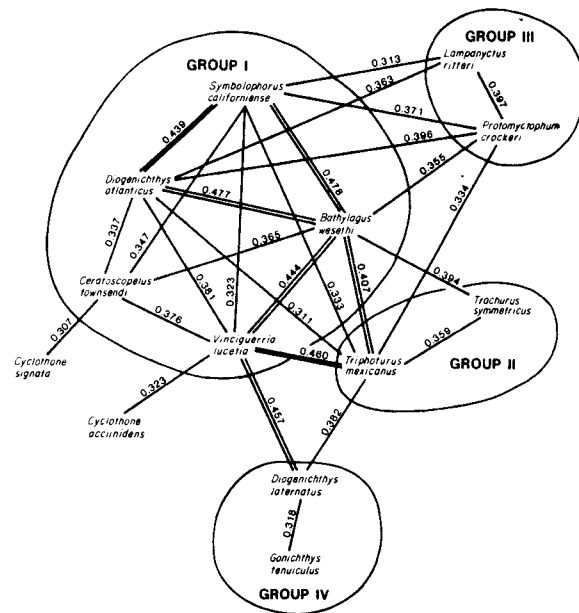 GROUP III
Lampanyctus
ritteri
0.313
GROUP I
0.363
0.397
Symbolophorus
californiense
0.371
Protomyctophum
crockeri
0.439
0.396
0.355
0.478
Diogenichthys
atlanticus
0.477
0.334
Bathylagus
wesethi
0.337
0.347
0.365
0.444
0.407
0.394
Ceratoscopelus
townsendi
0.381
0.323
0.333
0.311
Trachurus
symmetricus
0.376
0.359
0.307
Vinciguerria
lucetia
0.460
Triphoturus
mexicanus
GROUP II
Cyclothone
signata
0.323
Cyclothone
acclinidens
0.457
0.382
Diogenichthys
laternatus
0.318
Gonichthys
tenuiculus
GROUP IV